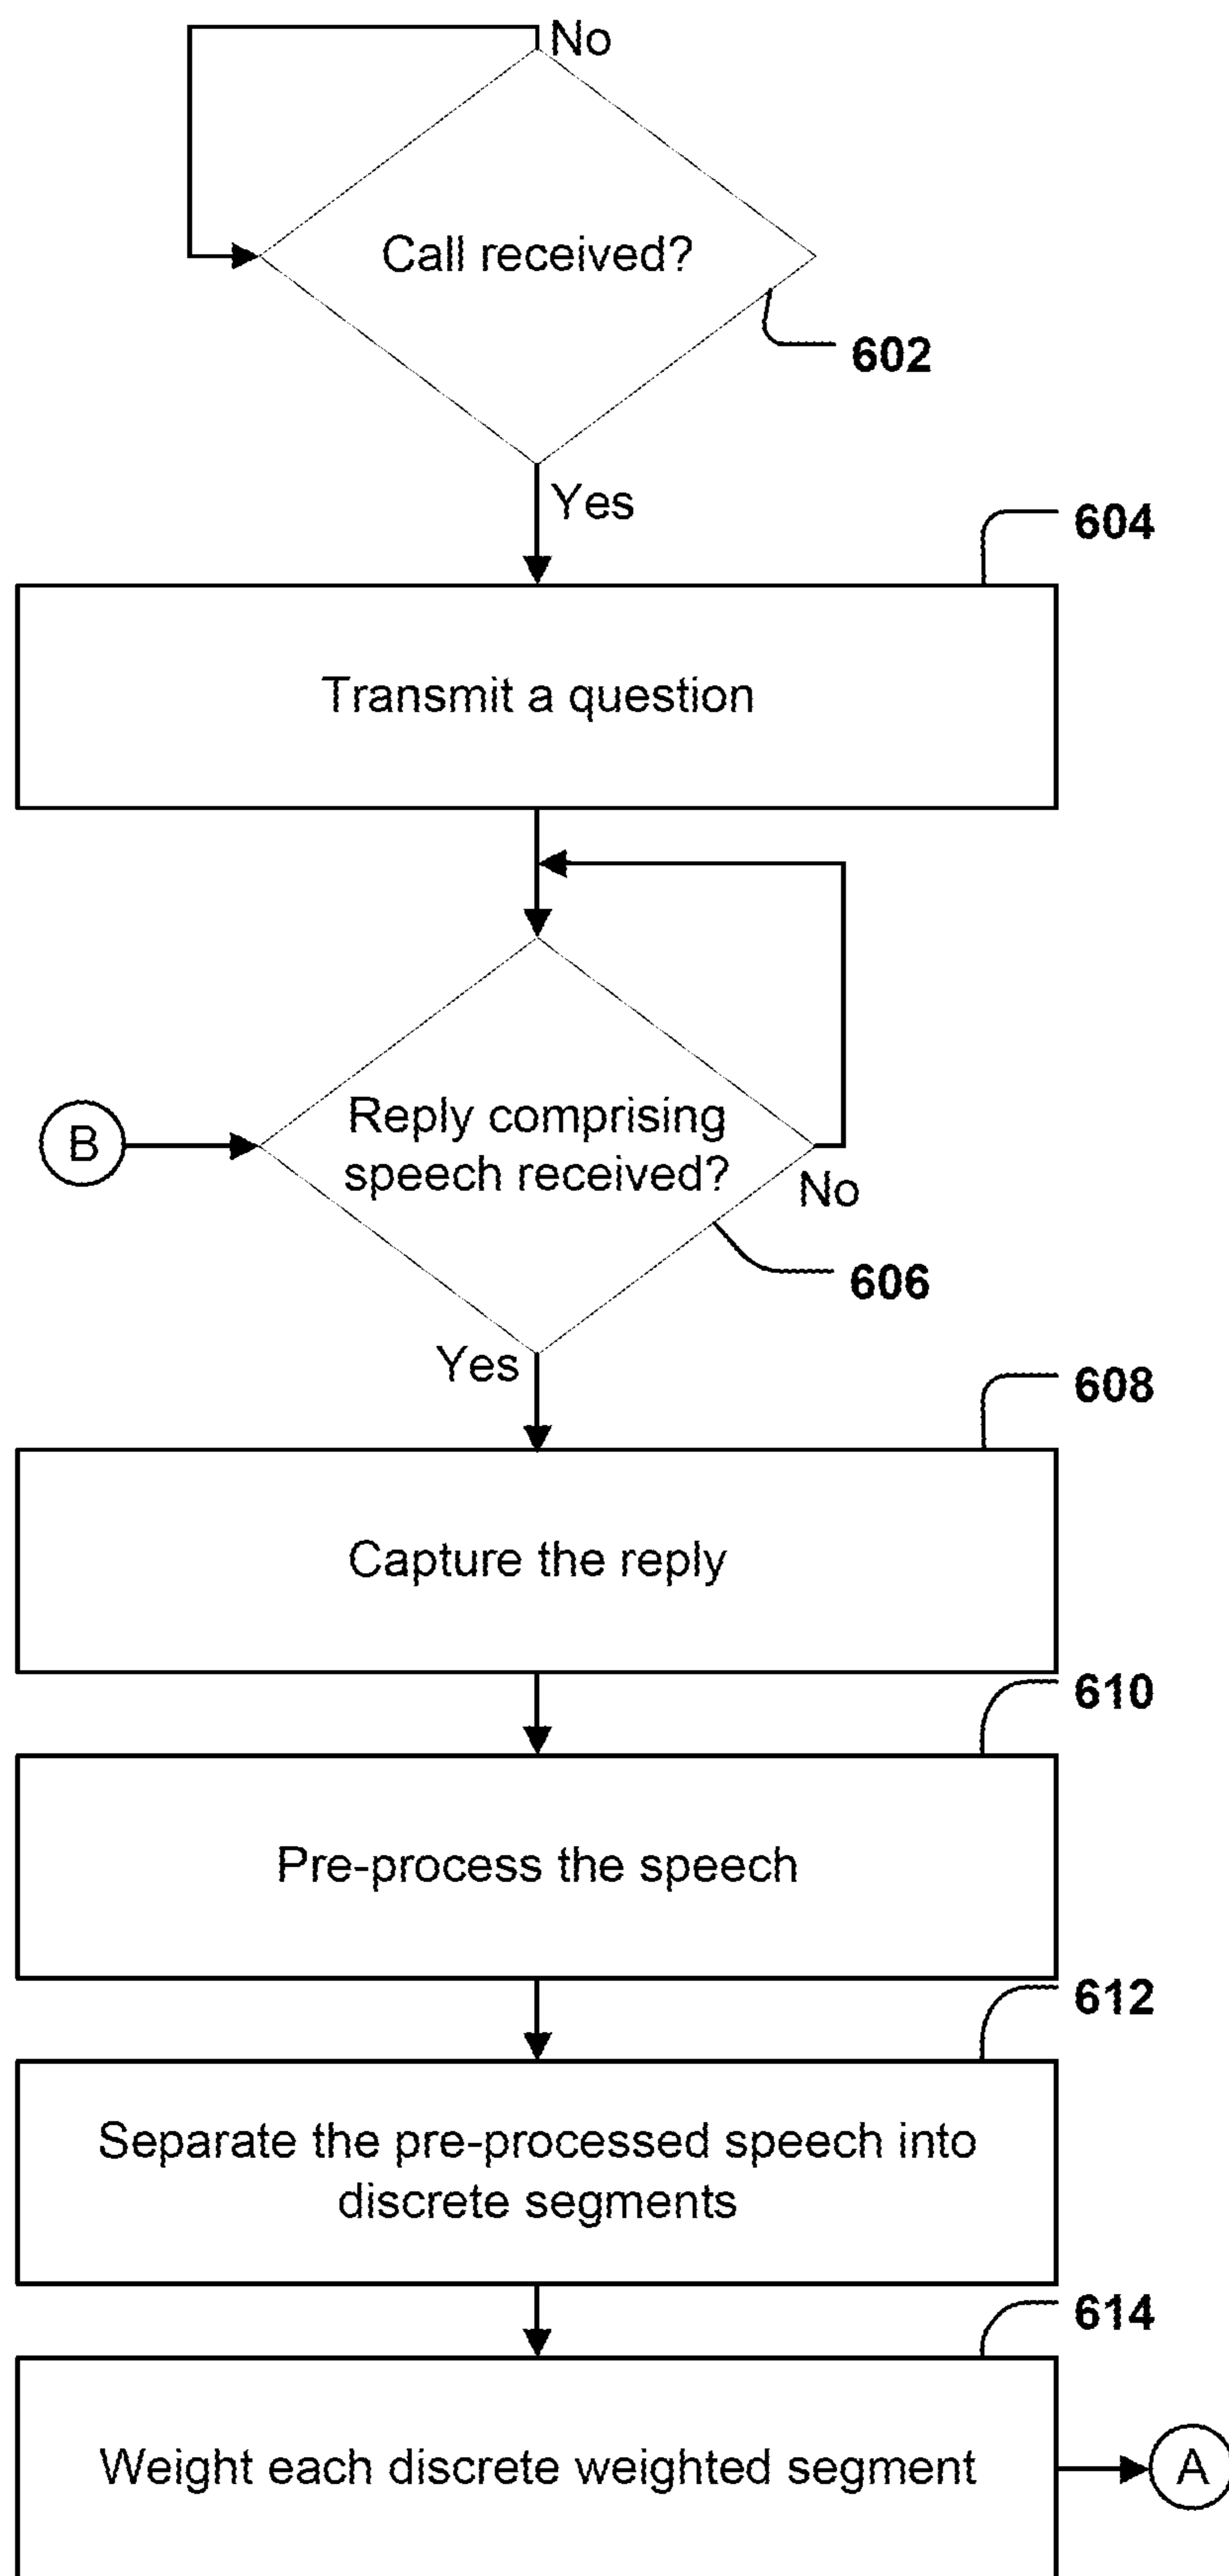 No
Call received?
602
Yes
604
Transmit a question
B
Reply comprising
speech received?
No
606
Yes
608
Capture the reply
610
Pre-process the speech
612
Separate the pre-processed speech into
discrete segments
614
Weight each discrete weighted segment
A